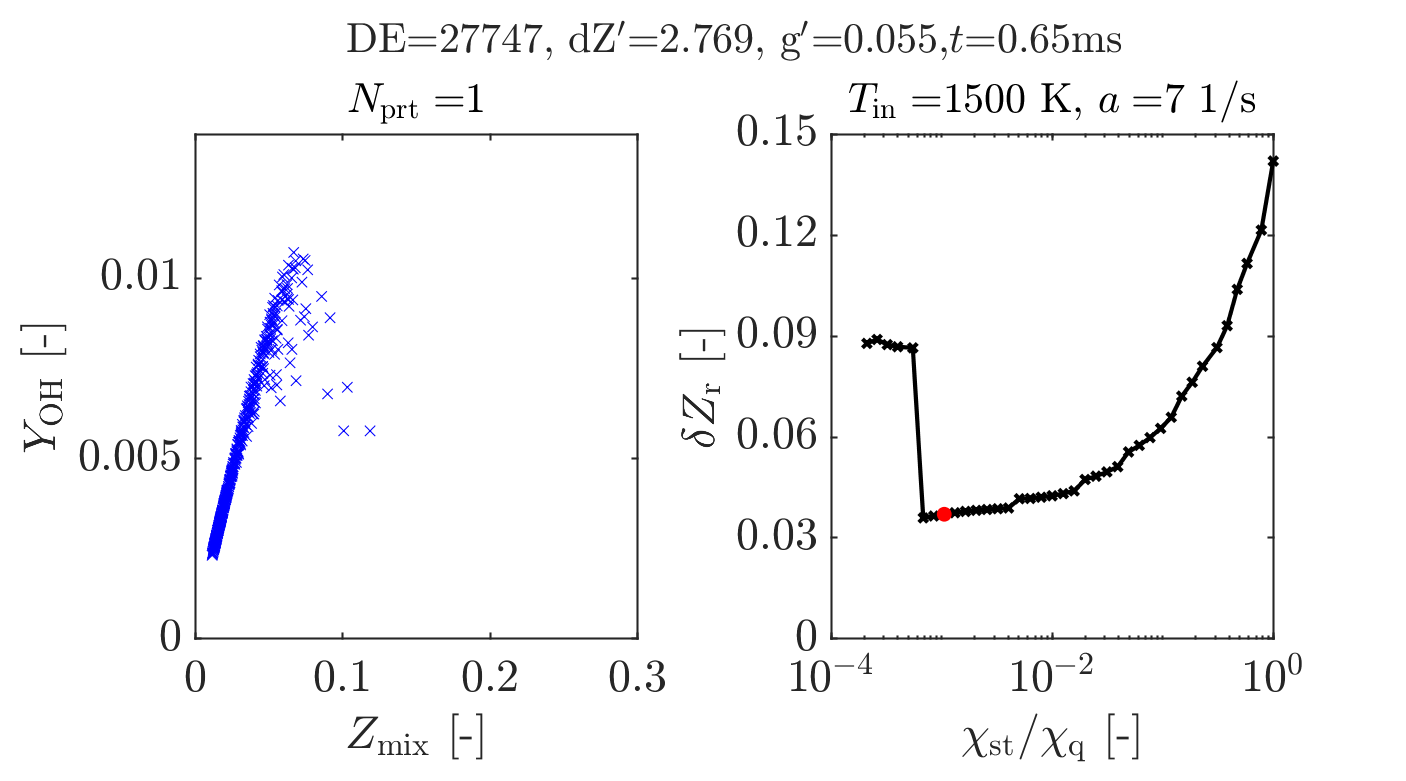 DE=27747, dZ′=2.769, g′=0.055,t=0.65ms
N_prt =1
Y_OH [-]
0.01
0.005
0
0 0.1 0.2 0.3
Z_mix [-]
T_in =1500 K, a =7 1/s
δZ_r [-]
0.15
0.12
0.09
0.06
0.03
0
10^−4 10^−2 10^0
χ_st/χ_q [-]